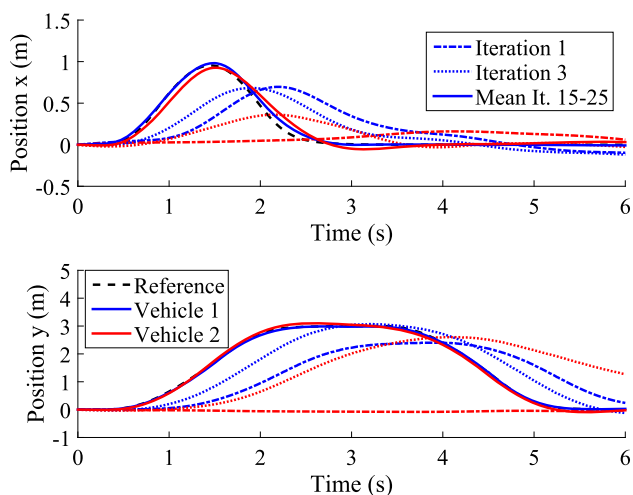 1.5
1
0.5
0
-0.5
Position x (m)
Iteration 1
Iteration 3
Mean It. 15-25
0 1 2 3 4 5 6
Time (s)
5
4
3
2
1
0
-1
Position y (m)
Reference
Vehicle 1
Vehicle 2
0 1 2 3 4 5 6
Time (s)